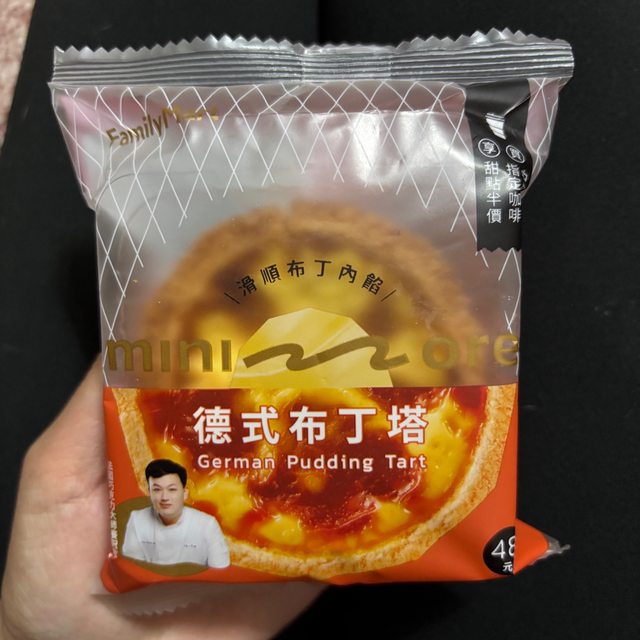 FamilyMart
買指定咖啡
享甜點半價
\滑順布丁內餡/
mini more
德式布丁塔
German Pudding Tart
48
元